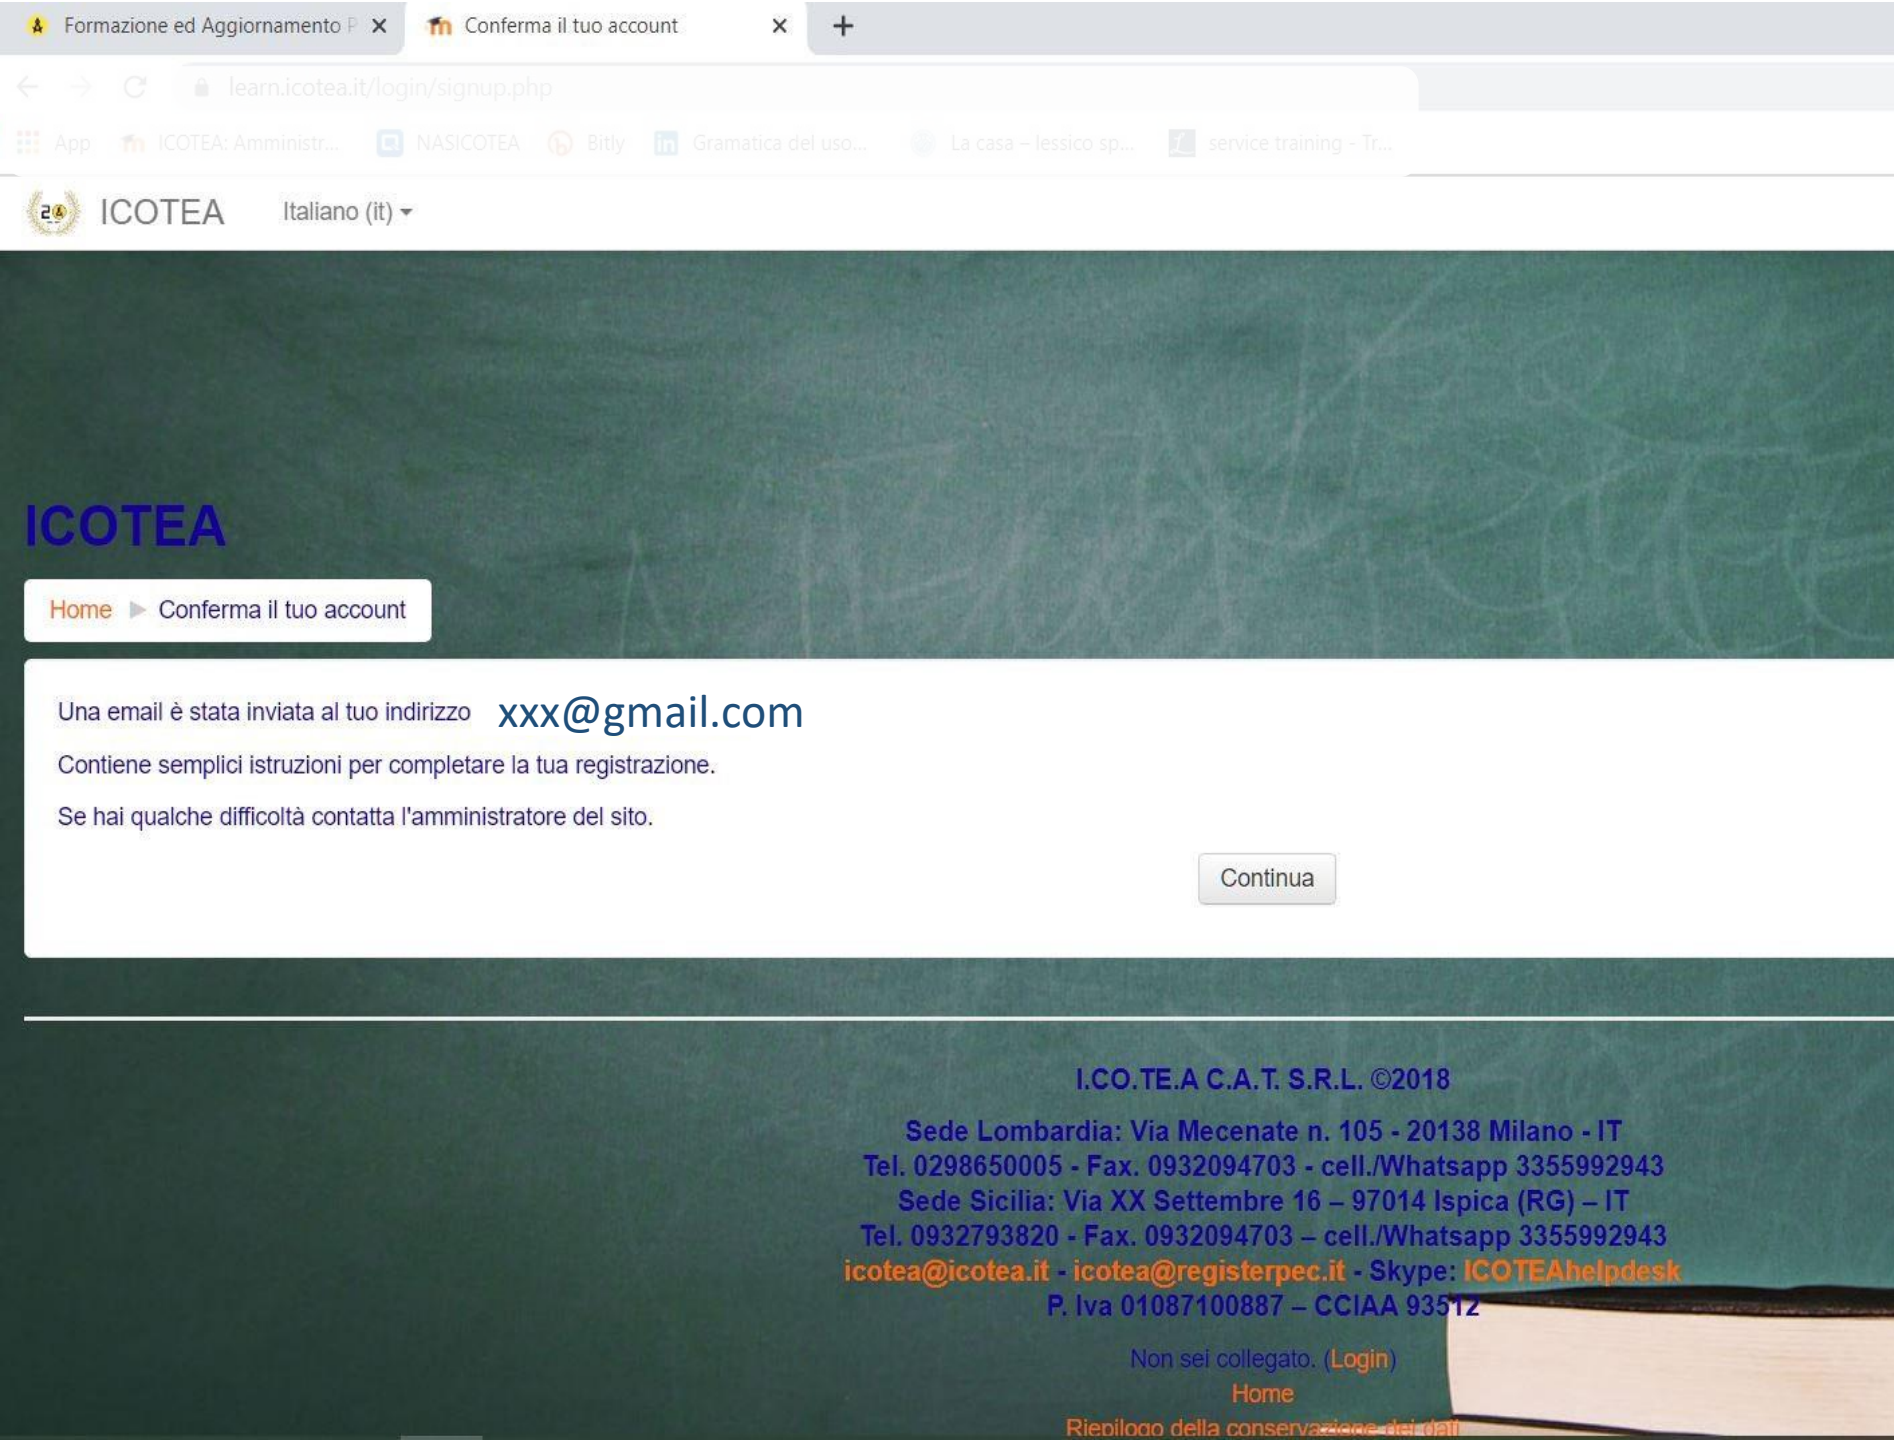 Formazione ed Aggiornamento P
Conferma il tuo account
learn.icotea.it/login/signup.php
App ICOTEA: Amministr... NASICOTEA Bitly Gramatica del uso... La casa – lessico sp... service training - Tr...
ICOTEA Italiano (it)
ICOTEA
Home ▶ Conferma il tuo account
Una email è stata inviata al tuo indirizzo xxx@gmail.com
Contiene semplici istruzioni per completare la tua registrazione.
Se hai qualche difficoltà contatta l'amministratore del sito.
Continua
I.CO.TE.A C.A.T. S.R.L. ©2018
Sede Lombardia: Via Mecenate n. 105 - 20138 Milano - IT
Tel. 0298650005 - Fax. 0932094703 - cell./Whatsapp 3355992943
Sede Sicilia: Via XX Settembre 16 – 97014 Ispica (RG) – IT
Tel. 0932793820 - Fax. 0932094703 – cell./Whatsapp 3355992943
icotea@icotea.it - icotea@registerpec.it - Skype: ICOTEAhelpdesk
P. Iva 01087100887 – CCIAA 93512
Non sei collegato. (Login)
Home
Riepilogo della conservazione dei dati